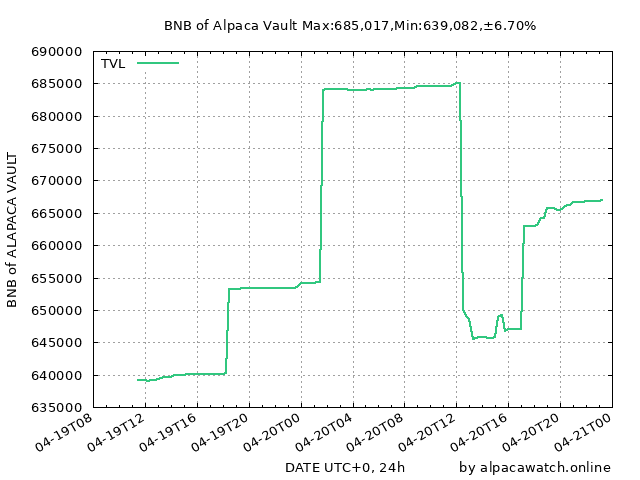 BNB of Alpaca Vault Max:685,017,Min:639,082,±6.70%
TVL
BNB of ALAPACA VAULT
690000
685000
680000
675000
670000
665000
660000
655000
650000
645000
640000
635000
04-19T08
04-19T12
04-19T16
04-19T20
04-20T00
04-20T04
04-20T08
04-20T12
04-20T16
04-20T20
04-21T00
DATE UTC+0, 24h
by alpacawatch.online